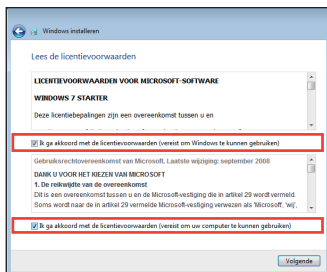 Windows installeren
Lees de licentievoorwaarden
LICENTIEVOORWAARDEN VOOR MICROSOFT-SOFTWARE
WINDOWS 7 STARTER
Deze licentiebepalingen zijn een overeenkomst tussen u en
Ik ga akkoord met de licentievoorwaarden (vereist om Windows te kunnen gebruiken)
Gebruiksrechtovereenkomst van Microsoft. Laatste wijziging: september 2008
DANK U VOOR HET KIEZEN VAN MICROSOFT
1. De reikwijdte van de overeenkomst
Dit is een overeenkomst tussen u en de Microsoft-vestiging die in artikel 29 wordt vermeld.
Soms wordt naar de in artikel 29 vermelde Microsoft-vestiging verwezen als 'Microsoft', 'wij',
Ik ga akkoord met de licentievoorwaarden (vereist om uw computer te kunnen gebruiken)
Volgende